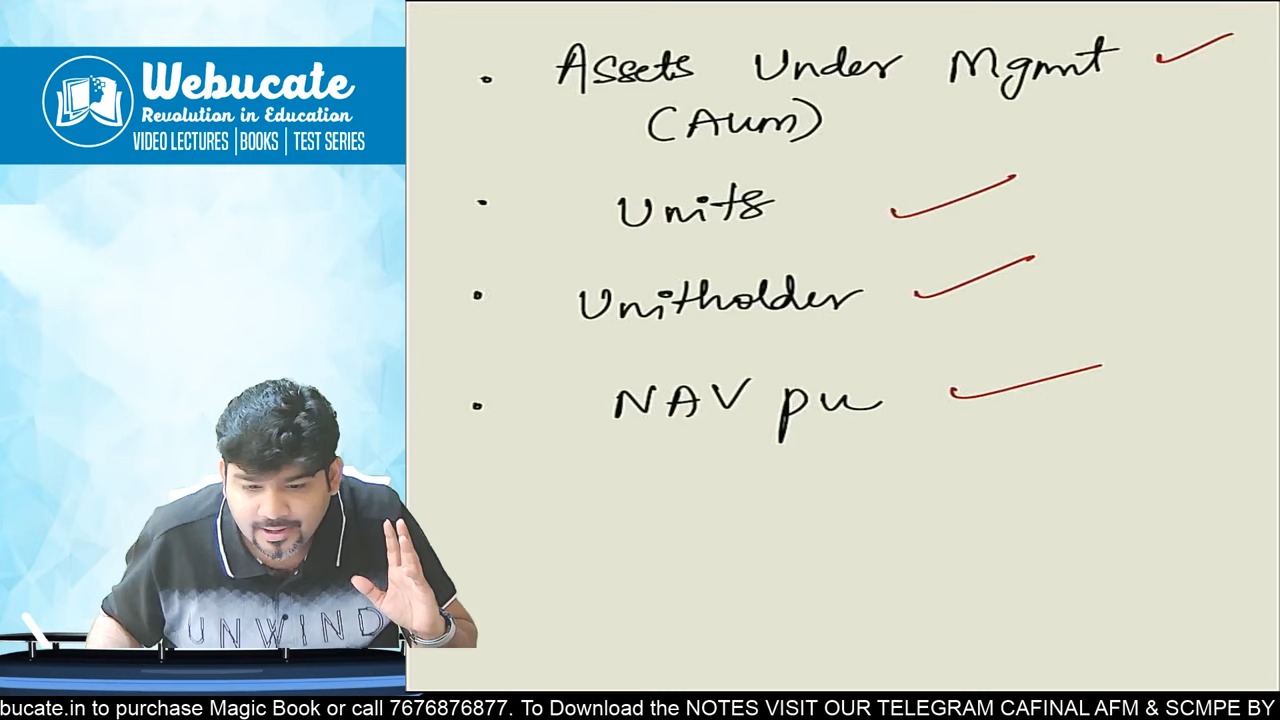 Webucate
Revolution in Education
VIDEO LECTURES | BOOKS | TEST SERIES
• Assets Under Mgmt
(AUM)
• Units
• Unitholder
• NAV pu
UNWIND
bucate.in to purchase Magic Book or call 7676876877. To Download the NOTES VISIT OUR TELEGRAM CAFINAL AFM & SCMPE BY